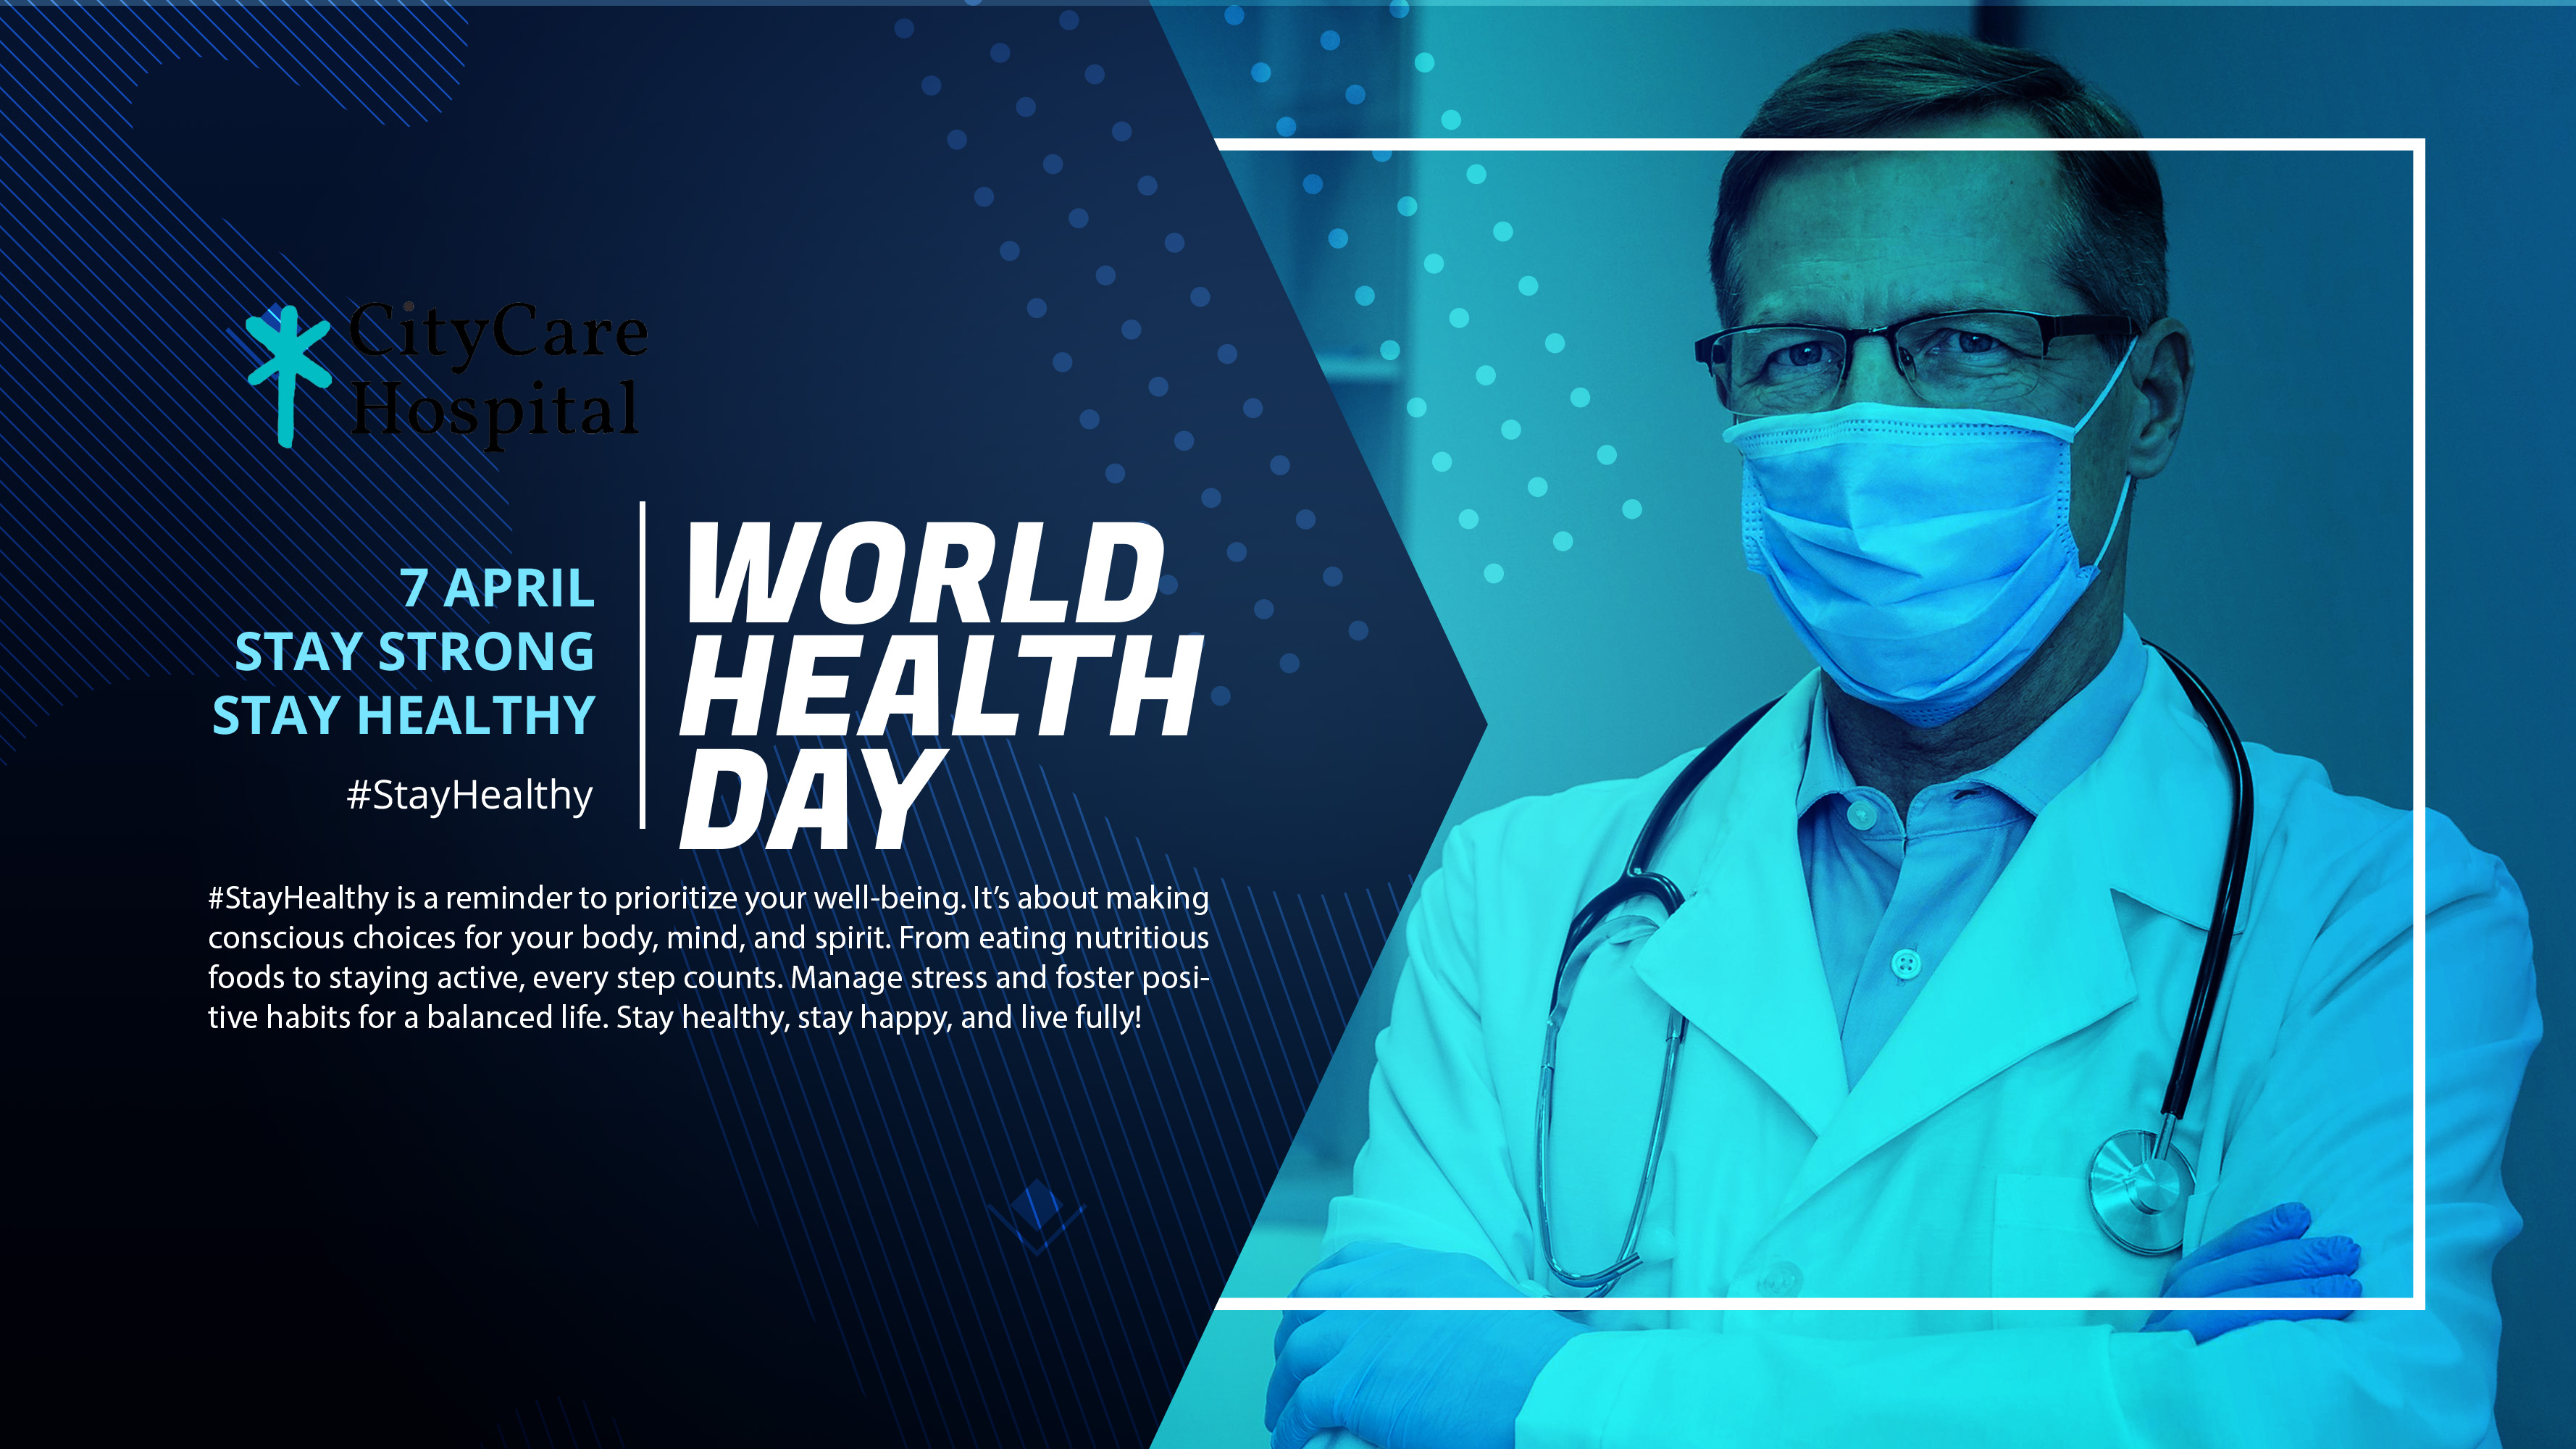 CityCare
Hospital
7 APRIL
STAY STRONG
STAY HEALTHY
#StayHealthy
WORLD
HEALTH
DAY
#StayHealthy is a reminder to prioritize your well-being. It’s about making
conscious choices for your body, mind, and spirit. From eating nutritious
foods to staying active, every step counts. Manage stress and foster posi-
tive habits for a balanced life. Stay healthy, stay happy, and live fully!